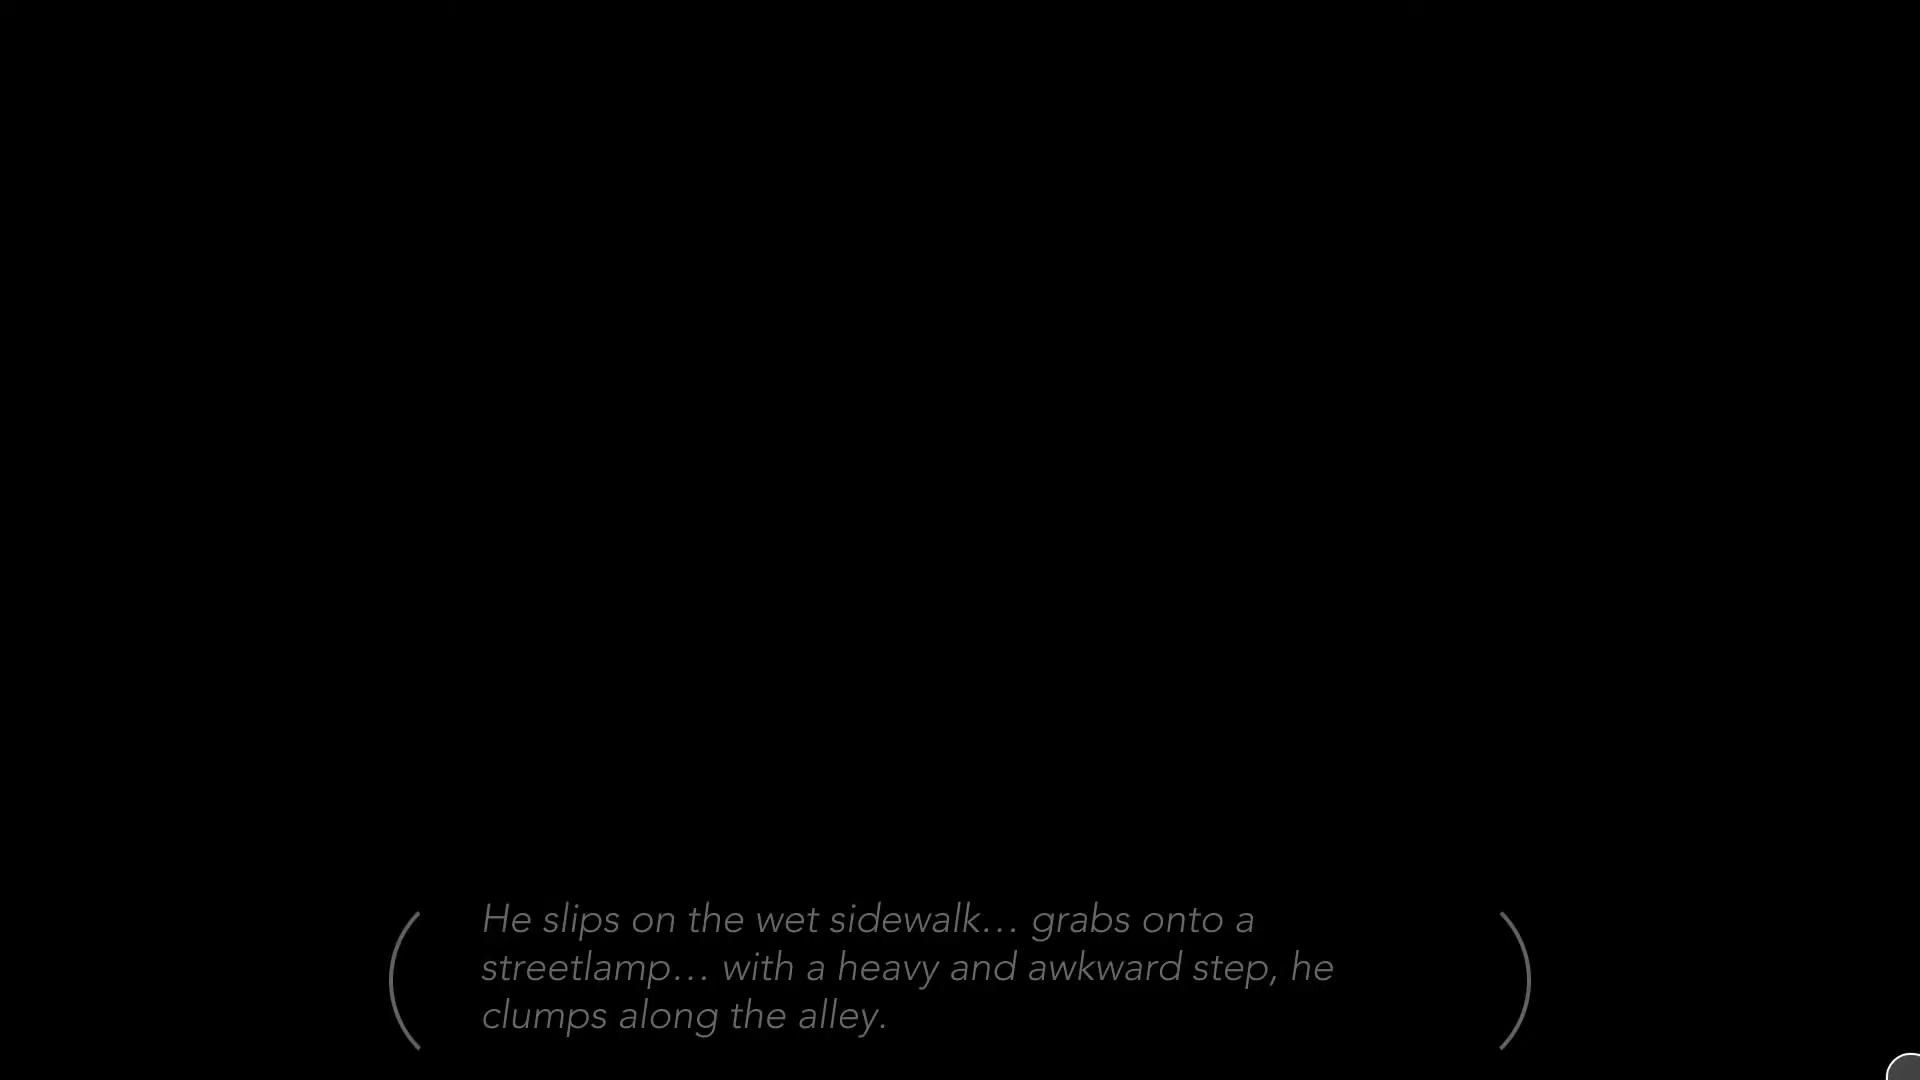 He slips on the wet sidewalk… grabs onto a
streetlamp… with a heavy and awkward step, he
clumps along the alley.